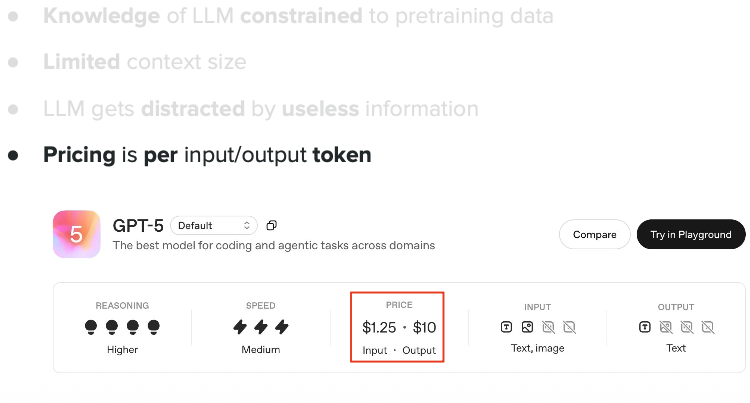 ● Knowledge of LLM constrained to pretraining data
● Limited context size
● LLM gets distracted by useless information
● Pricing is per input/output token
5
GPT-5 Default
The best model for coding and agentic tasks across domains
Compare
Try in Playground
REASONING
Higher
SPEED
Medium
PRICE
$1.25 · $10
Input · Output
INPUT
Text, image
OUTPUT
Text